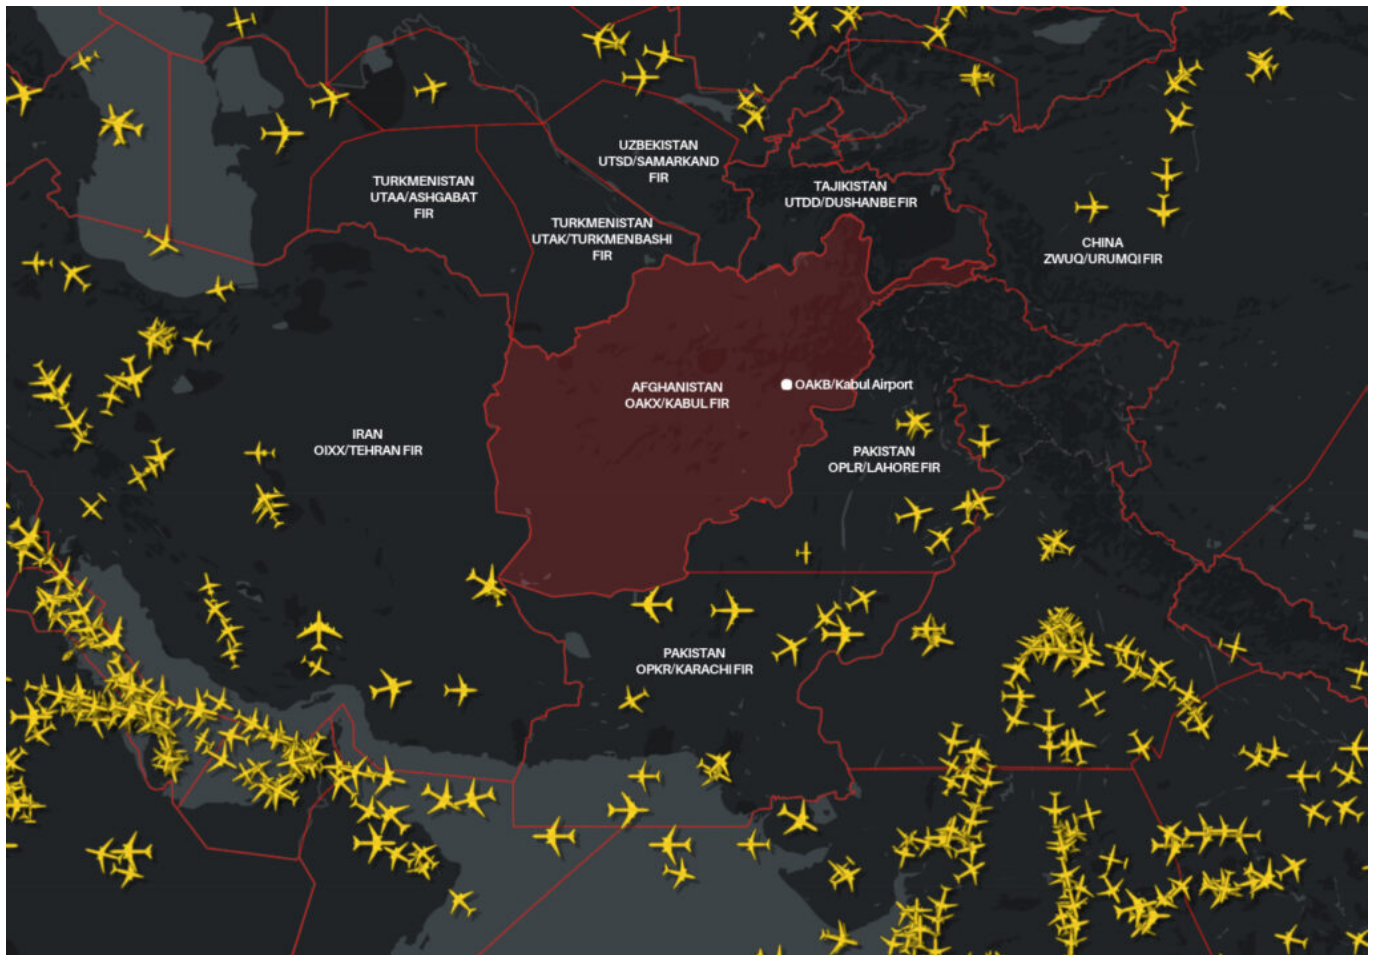 UZBEKISTAN
UTSD/SAMARKAND
FIR
TURKMENISTAN
UTAA/ASHGABAT
FIR
TAJIKISTAN
UTDD/DUSHANBE FIR
TURKMENISTAN
UTAK/TURKMENBASHI
FIR
CHINA
ZWUQ/URUMQI FIR
AFGHANISTAN
OAKX/KABUL FIR
OAKB/Kabul Airport
IRAN
OIXX/TEHRAN FIR
PAKISTAN
OPLR/LAHORE FIR
PAKISTAN
OPKR/KARACHI FIR